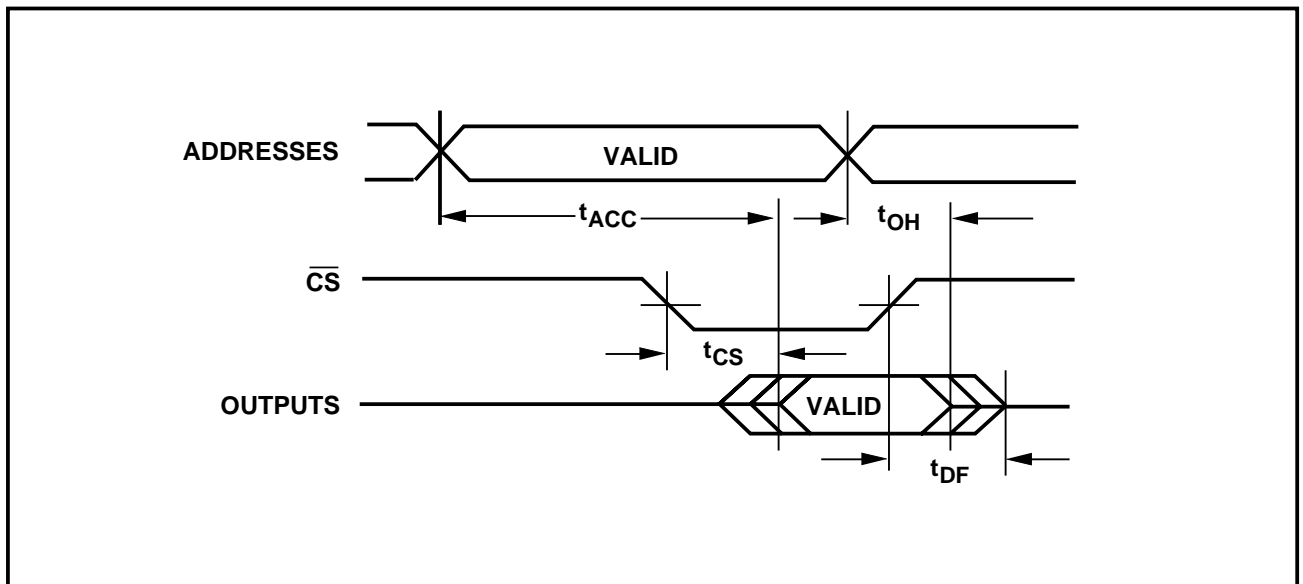 ADDRESSES
VALID
tACC
tOH
CS
tCS
OUTPUTS
VALID
tDF